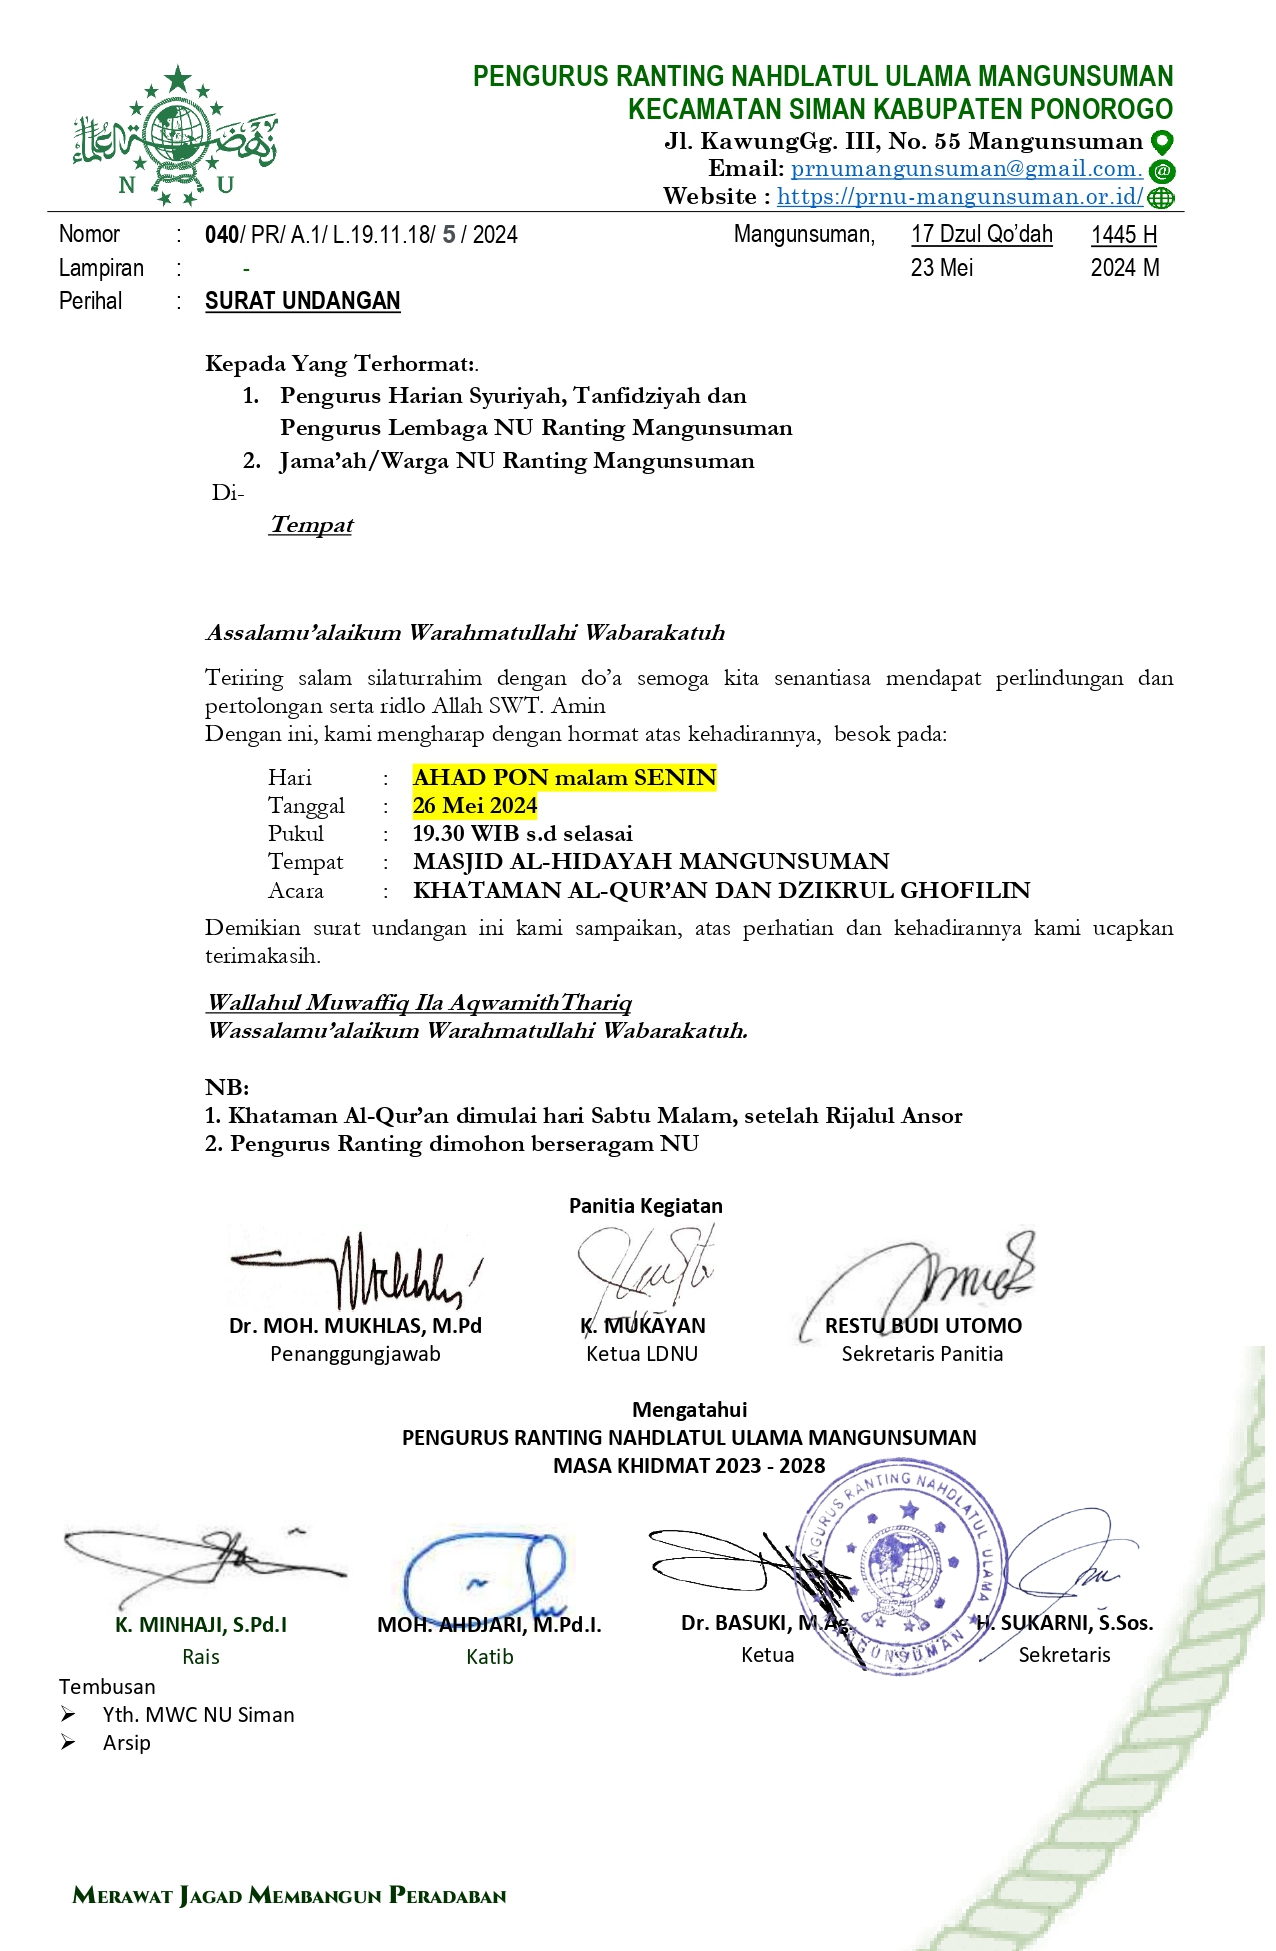 PENGURUS RANTING NAHDLATUL ULAMA MANGUNSUMAN
KECAMATAN SIMAN KABUPATEN PONOROGO
Jl. KawungGg. III, No. 55 Mangunsuman
Email: prnumangunsuman@gmail.com.
Website : https://prnu-mangunsuman.or.id/
N U
Nomor : 040/ PR/ A.1/ L.19.11.18/ 5 / 2024 Mangunsuman, 17 Dzul Qo’dah 1445 H
Lampiran : - 23 Mei 2024 M
Perihal : SURAT UNDANGAN
Kepada Yang Terhormat:.
1. Pengurus Harian Syuriyah, Tanfidziyah dan
Pengurus Lembaga NU Ranting Mangunsuman
2. Jama’ah/Warga NU Ranting Mangunsuman
Di-
Tempat
Assalamu’alaikum Warahmatullahi Wabarakatuh
Teriring salam silaturrahim dengan do’a semoga kita senantiasa mendapat perlindungan dan
pertolongan serta ridlo Allah SWT. Amin
Dengan ini, kami mengharap dengan hormat atas kehadirannya, besok pada:
Hari : AHAD PON malam SENIN
Tanggal : 26 Mei 2024
Pukul : 19.30 WIB s.d selasai
Tempat : MASJID AL-HIDAYAH MANGUNSUMAN
Acara : KHATAMAN AL-QUR’AN DAN DZIKRUL GHOFILIN
Demikian surat undangan ini kami sampaikan, atas perhatian dan kehadirannya kami ucapkan
terimakasih.
Wallahul Muwaffiq Ila AqwamithThariq
Wassalamu’alaikum Warahmatullahi Wabarakatuh.
NB:
1. Khataman Al-Qur’an dimulai hari Sabtu Malam, setelah Rijalul Ansor
2. Pengurus Ranting dimohon berseragam NU
Panitia Kegiatan
Dr. MOH. MUKHLAS, M.Pd K. MUKAYAN RESTU BUDI UTOMO
Penanggungjawab Ketua LDNU Sekretaris Panitia
Mengatahui
PENGURUS RANTING NAHDLATUL ULAMA MANGUNSUMAN
MASA KHIDMAT 2023 - 2028
PENGURUS RANTING NAHDLATUL ULAMA
MANGUNSUMAN
K. MINHAJI, S.Pd.I MOH. AHDJARI, M.Pd.I. Dr. BASUKI, M.Ag. H. SUKARNI, S.Sos.
Rais Katib Ketua Sekretaris
Tembusan
➢ Yth. MWC NU Siman
➢ Arsip
MERAWAT JAGAD MEMBANGUN PERADABAN